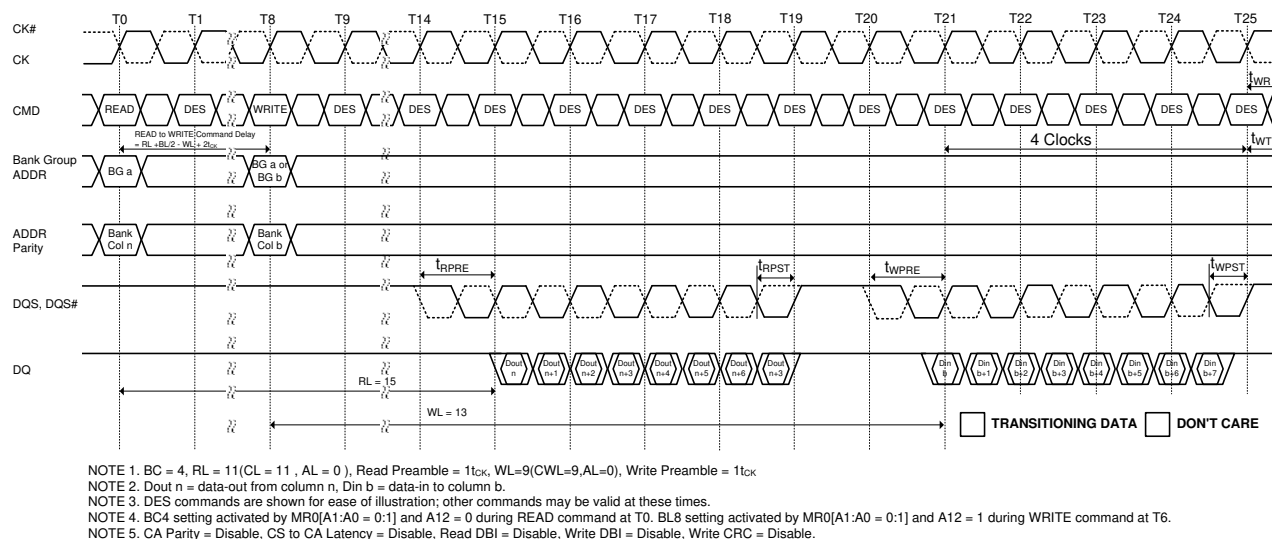 T0 T1 T8 T9 T14 T15 T16 T17 T18 T19 T20 T21 T22 T23 T24 T25
CK#
CK
tWR
CMD READ DES WRITE DES DES DES DES DES DES DES DES DES DES DES DES DES
READ to WRITE Command Delay
= RL +BL/2 - WL + 2tCK
4 Clocks
tWT
Bank Group
ADDR
BG a
BG a or
BG b
ADDR
Parity
Bank
Col n
Bank
Col b
tRPRE tRPST tWPRE tWPST
DQS, DQS#
DQ
Dout
n
Dout
n+1
Dout
n+2
Dout
n+3
Dout
n+4
Dout
n+5
Dout
n+6
Dout
n+3
Din
b
Din
b+1
Din
b+2
Din
b+3
Din
b+4
Din
b+5
Din
b+6
Din
b+7
RL = 15
WL = 13
TRANSITIONING DATA DON'T CARE
NOTE 1. BC = 4, RL = 11(CL = 11 , AL = 0 ), Read Preamble = 1tCK, WL=9(CWL=9,AL=0), Write Preamble = 1tCK
NOTE 2. Dout n = data-out from column n, Din b = data-in to column b.
NOTE 3. DES commands are shown for ease of illustration; other commands may be valid at these times.
NOTE 4. BC4 setting activated by MR0[A1:A0 = 0:1] and A12 = 0 during READ command at T0. BL8 setting activated by MR0[A1:A0 = 0:1] and A12 = 1 during WRITE command at T6.
NOTE 5. CA Parity = Disable, CS to CA Latency = Disable, Read DBI = Disable, Write DBI = Disable, Write CRC = Disable.